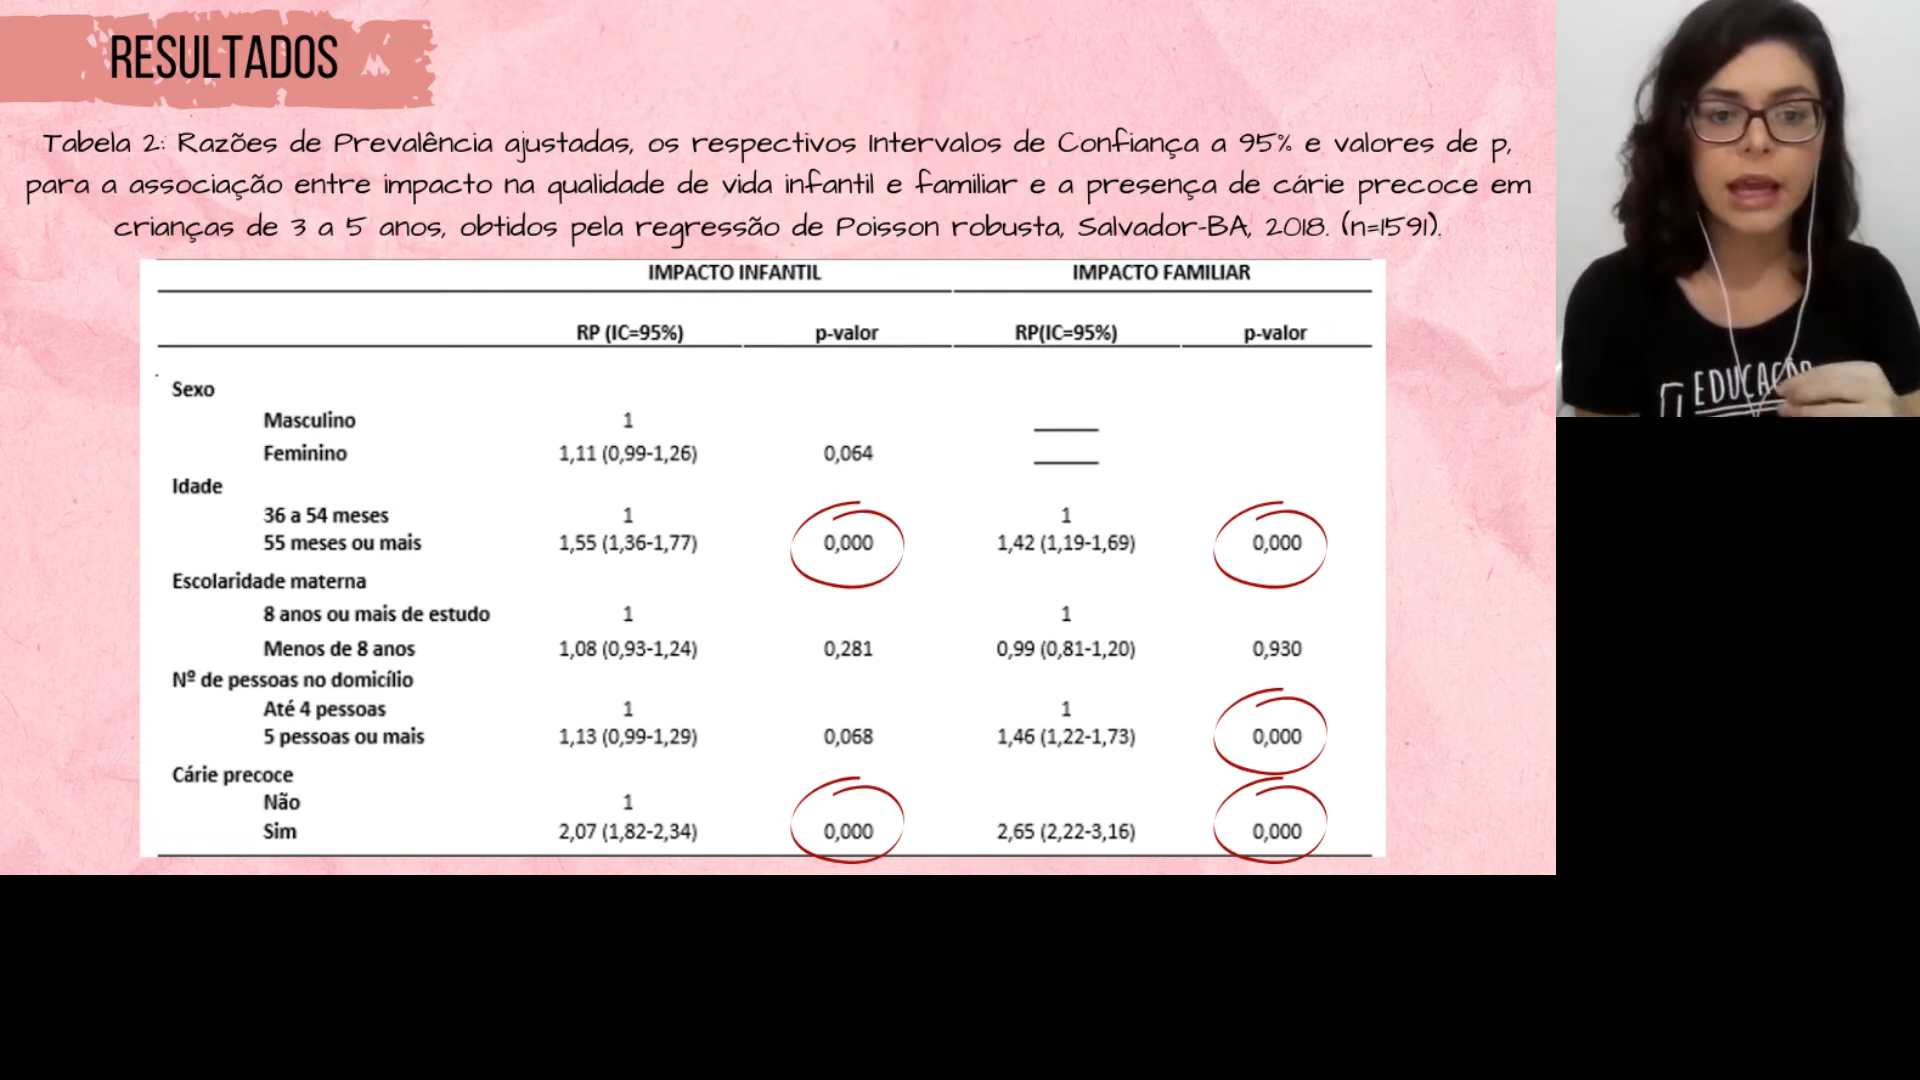 RESULTADOS
Tabela 2: Razões de Prevalência ajustadas, os respectivos Intervalos de Confiança a 95% e valores de p,
para a associação entre impacto na qualidade de vida infantil e familiar e a presença de cárie precoce em
crianças de 3 a 5 anos, obtidos pela regressão de Poisson robusta, Salvador-BA, 2018. (n=1591).
IMPACTO INFANTIL IMPACTO FAMILIAR
RP (IC=95%) p-valor RP(IC=95%) p-valor
Sexo
Masculino 1
Feminino 1,11 (0,99-1,26) 0,064
Idade
36 a 54 meses 1 1
55 meses ou mais 1,55 (1,36-1,77) 0,000 1,42 (1,19-1,69) 0,000
Escolaridade materna
8 anos ou mais de estudo 1 1
Menos de 8 anos 1,08 (0,93-1,24) 0,281 0,99 (0,81-1,20) 0,930
Nº de pessoas no domicílio
Até 4 pessoas 1 1
5 pessoas ou mais 1,13 (0,99-1,29) 0,068 1,46 (1,22-1,73) 0,000
Cárie precoce
Não 1
Sim 2,07 (1,82-2,34) 0,000 2,65 (2,22-3,16) 0,000
EDUCAÇÃO